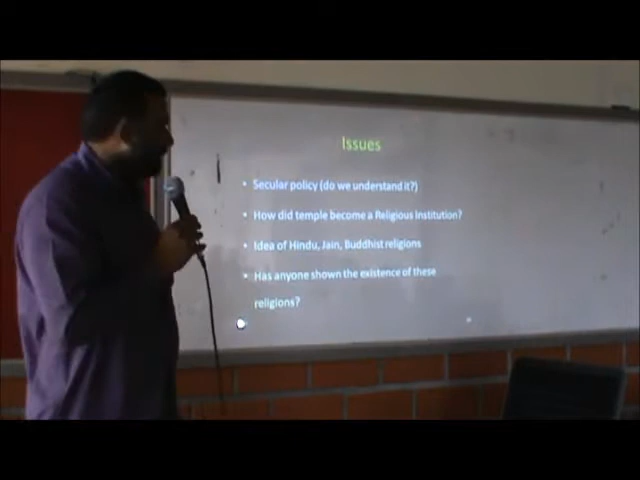 Issues
• Secular policy (do we understand it?)
• How did temple become a Religious Institution?
• Idea of Hindu, Jain, Buddhist religions
• Has anyone shown the existence of these
religions?